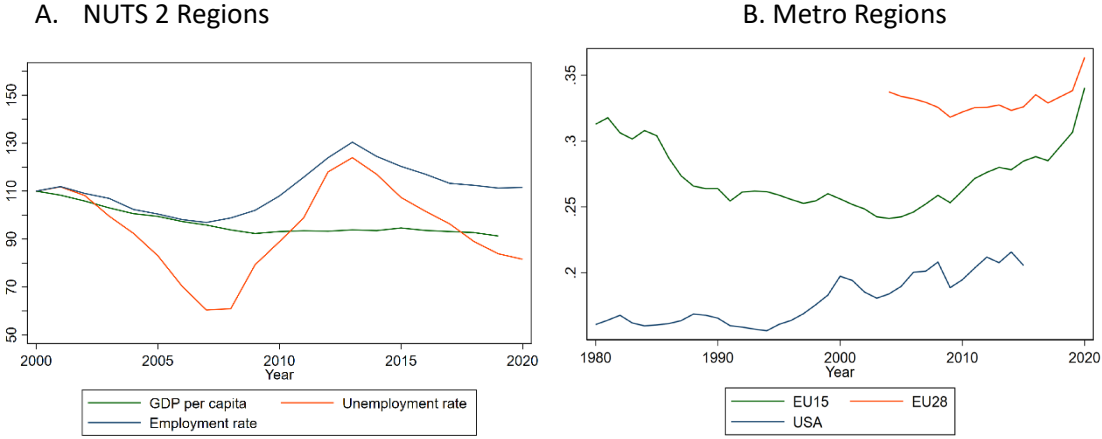 A. NUTS 2 Regions
150
130
110
90
70
50
2000
2005
2010
2015
2020
Year
GDP per capita
Unemployment rate
Employment rate
B. Metro Regions
.35
.3
.25
.2
1980
1990
2000
2010
2020
Year
EU15
EU28
USA